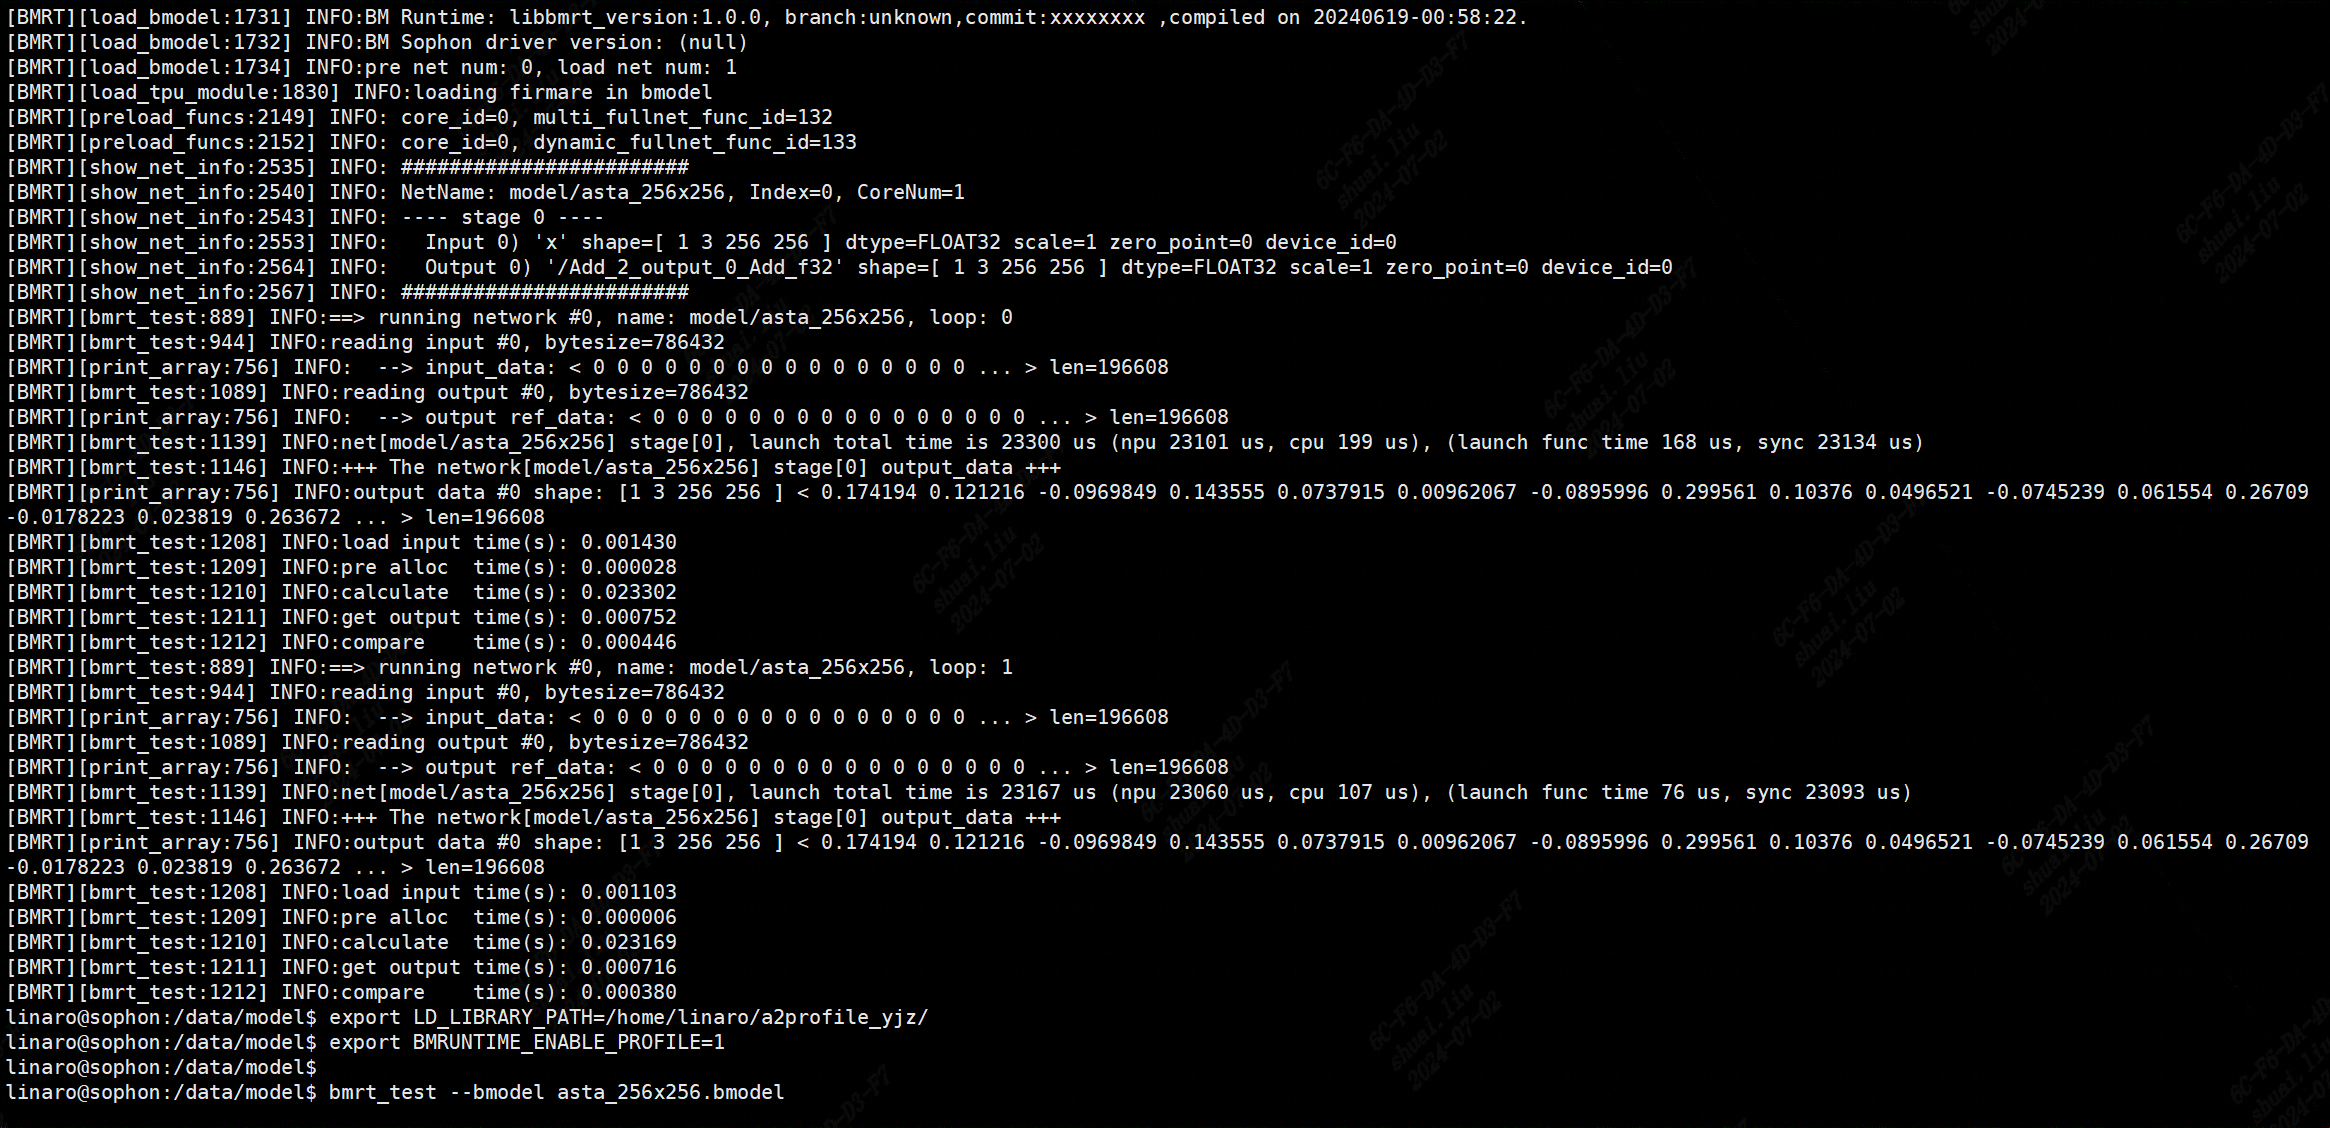 [BMRT][load_bmodel:1731] INFO:BM Runtime: libbmrt_version:1.0.0, branch:unknown,commit:xxxxxxxx ,compiled on 20240619-00:58:22.
[BMRT][load_bmodel:1732] INFO:BM Sophon driver version: (null)
[BMRT][load_bmodel:1734] INFO:pre net num: 0, load net num: 1
[BMRT][load_tpu_module:1830] INFO:loading firmare in bmodel
[BMRT][preload_funcs:2149] INFO: core_id=0, multi_fullnet_func_id=132
[BMRT][preload_funcs:2152] INFO: core_id=0, dynamic_fullnet_func_id=133
[BMRT][show_net_info:2535] INFO: ########################
[BMRT][show_net_info:2540] INFO: NetName: model/asta_256x256, Index=0, CoreNum=1
[BMRT][show_net_info:2543] INFO: ---- stage 0 ----
[BMRT][show_net_info:2553] INFO:   Input 0) 'x' shape=[ 1 3 256 256 ] dtype=FLOAT32 scale=1 zero_point=0 device_id=0
[BMRT][show_net_info:2564] INFO:   Output 0) '/Add_2_output_0_Add_f32' shape=[ 1 3 256 256 ] dtype=FLOAT32 scale=1 zero_point=0 device_id=0
[BMRT][show_net_info:2567] INFO: ########################
[BMRT][bmrt_test:889] INFO:==> running network #0, name: model/asta_256x256, loop: 0
[BMRT][bmrt_test:944] INFO:reading input #0, bytesize=786432
[BMRT][print_array:756] INFO:  --> input_data: < 0 0 0 0 0 0 0 0 0 0 0 0 0 0 0 0 ... > len=196608
[BMRT][bmrt_test:1089] INFO:reading output #0, bytesize=786432
[BMRT][print_array:756] INFO:  --> output ref_data: < 0 0 0 0 0 0 0 0 0 0 0 0 0 0 0 0 ... > len=196608
[BMRT][bmrt_test:1139] INFO:net[model/asta_256x256] stage[0], launch total time is 23300 us (npu 23101 us, cpu 199 us), (launch func time 168 us, sync 23134 us)
[BMRT][bmrt_test:1146] INFO:+++ The network[model/asta_256x256] stage[0] output_data +++
[BMRT][print_array:756] INFO:output data #0 shape: [1 3 256 256 ] < 0.174194 0.121216 -0.0969849 0.143555 0.0737915 0.00962067 -0.0895996 0.299561 0.10376 0.0496521 -0.0745239 0.061554 0.26709
-0.0178223 0.023819 0.263672 ... > len=196608
[BMRT][bmrt_test:1208] INFO:load input time(s): 0.001430
[BMRT][bmrt_test:1209] INFO:pre alloc  time(s): 0.000028
[BMRT][bmrt_test:1210] INFO:calculate  time(s): 0.023302
[BMRT][bmrt_test:1211] INFO:get output time(s): 0.000752
[BMRT][bmrt_test:1212] INFO:compare    time(s): 0.000446
[BMRT][bmrt_test:889] INFO:==> running network #0, name: model/asta_256x256, loop: 1
[BMRT][bmrt_test:944] INFO:reading input #0, bytesize=786432
[BMRT][print_array:756] INFO:  --> input_data: < 0 0 0 0 0 0 0 0 0 0 0 0 0 0 0 0 ... > len=196608
[BMRT][bmrt_test:1089] INFO:reading output #0, bytesize=786432
[BMRT][print_array:756] INFO:  --> output ref_data: < 0 0 0 0 0 0 0 0 0 0 0 0 0 0 0 0 ... > len=196608
[BMRT][bmrt_test:1139] INFO:net[model/asta_256x256] stage[0], launch total time is 23167 us (npu 23060 us, cpu 107 us), (launch func time 76 us, sync 23093 us)
[BMRT][bmrt_test:1146] INFO:+++ The network[model/asta_256x256] stage[0] output_data +++
[BMRT][print_array:756] INFO:output data #0 shape: [1 3 256 256 ] < 0.174194 0.121216 -0.0969849 0.143555 0.0737915 0.00962067 -0.0895996 0.299561 0.10376 0.0496521 -0.0745239 0.061554 0.26709
-0.0178223 0.023819 0.263672 ... > len=196608
[BMRT][bmrt_test:1208] INFO:load input time(s): 0.001103
[BMRT][bmrt_test:1209] INFO:pre alloc  time(s): 0.000006
[BMRT][bmrt_test:1210] INFO:calculate  time(s): 0.023169
[BMRT][bmrt_test:1211] INFO:get output time(s): 0.000716
[BMRT][bmrt_test:1212] INFO:compare    time(s): 0.000380
linaro@sophon:/data/model$ export LD_LIBRARY_PATH=/home/linaro/a2profile_yjz/
linaro@sophon:/data/model$ export BMRUNTIME_ENABLE_PROFILE=1
linaro@sophon:/data/model$
linaro@sophon:/data/model$ bmrt_test --bmodel asta_256x256.bmodel
6C-F6-DA-4D-D3-F7
shuai.liu
2024-07-02